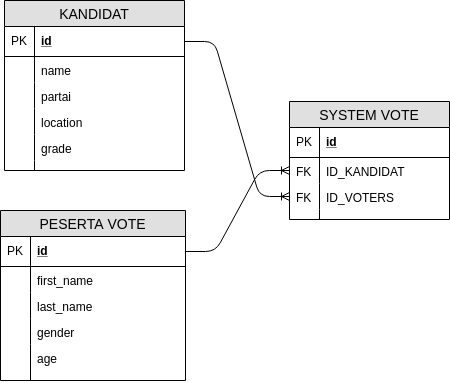 KANDIDAT
PK id
name
partai
location
grade
SYSTEM VOTE
PK id
FK ID_KANDIDAT
FK ID_VOTERS
PESERTA VOTE
PK id
first_name
last_name
gender
age